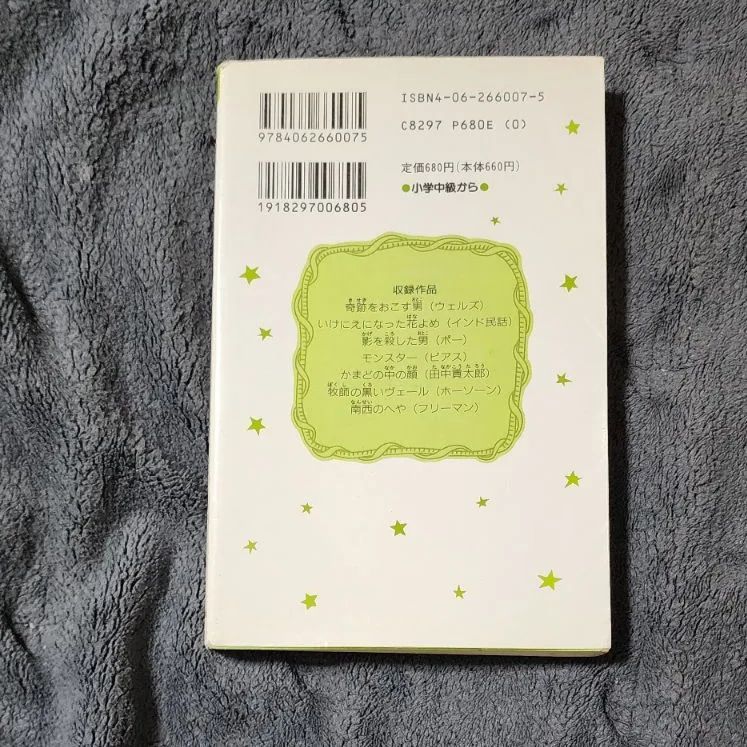 ISBN4-06-266007-5
9784062660075
C8297 P680E (0)
定価680円(本体660円)
●小学中級から●
1918297006805
収録作品
奇跡をおこす男(ウェルズ)
いけにえになった花よめ(インド民話)
影を殺した男(ポー)
モンスター(ビアス)
かまどの中の顔(田中貢太郎)
牧師の黒いヴェール(ホーソーン)
南西のへや(フリーマン)